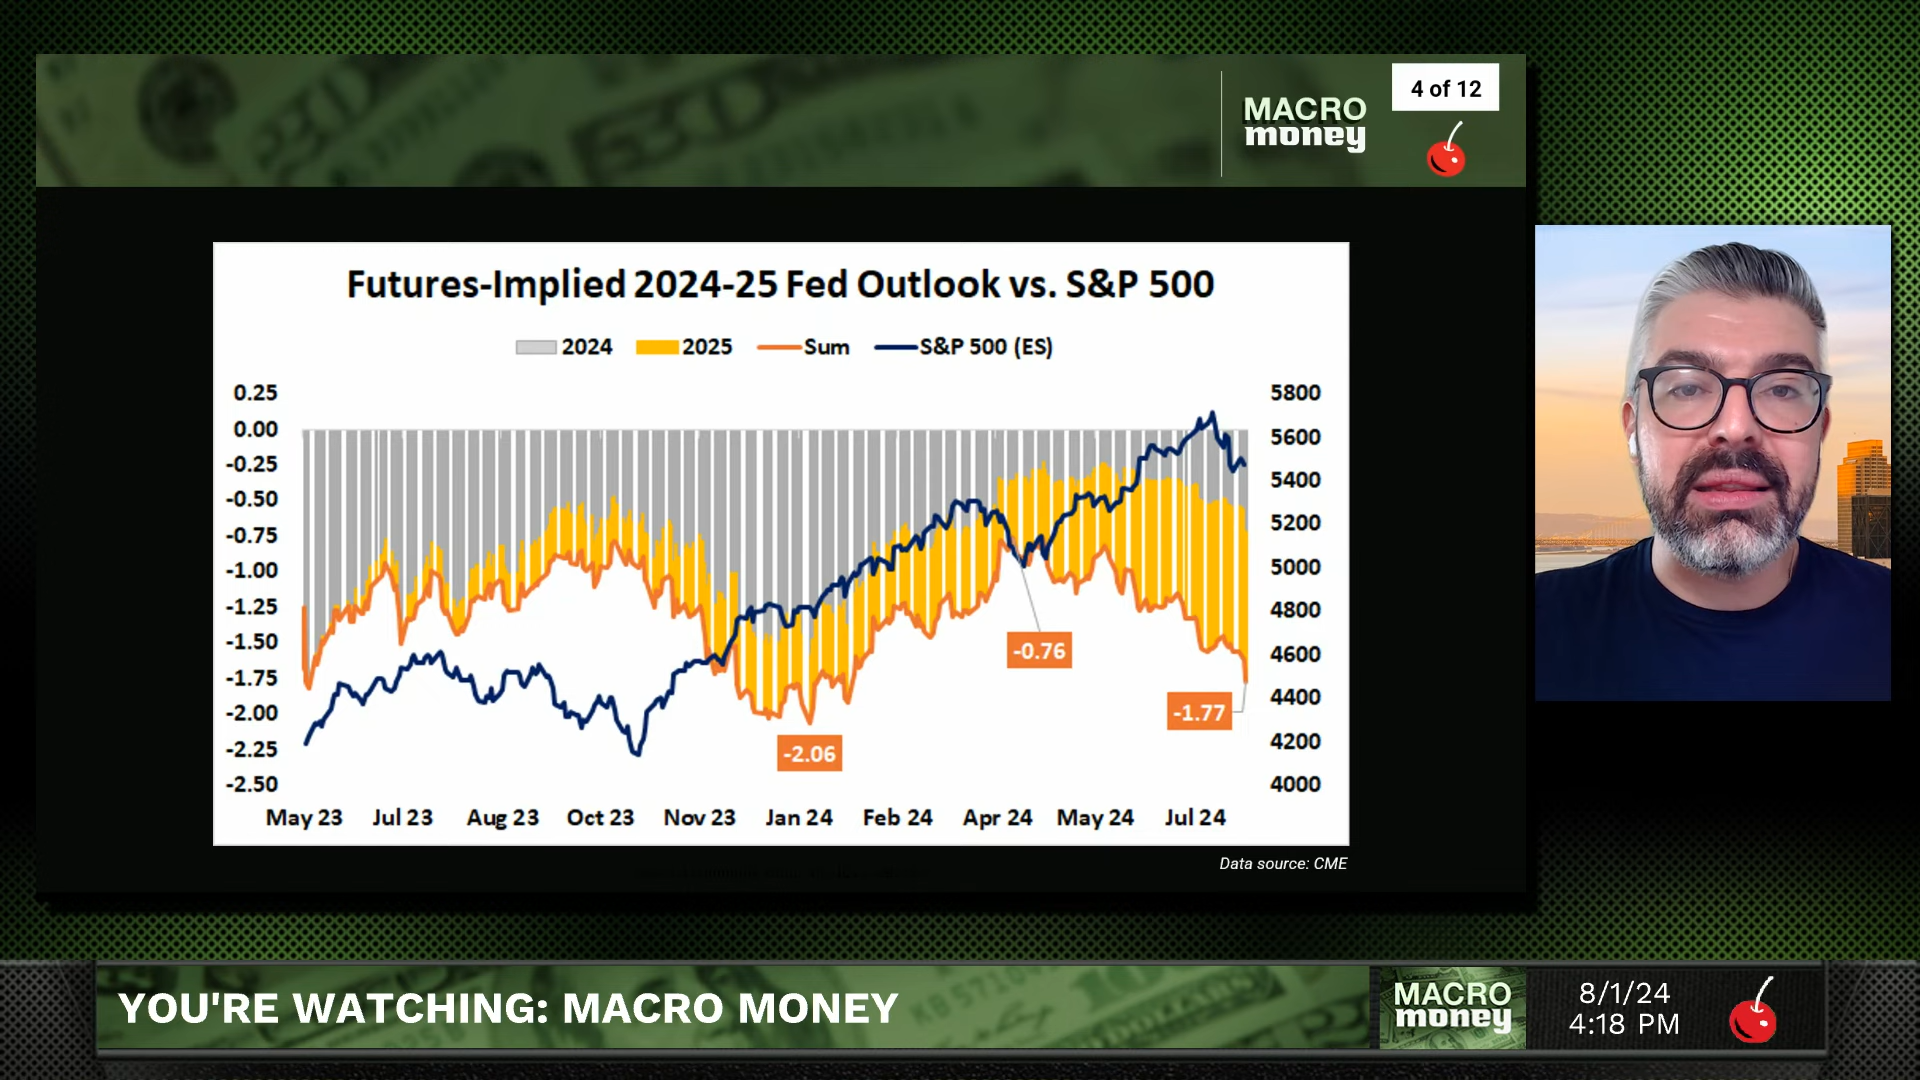 MACRO
money
4 of 12
Futures-Implied 2024-25 Fed Outlook vs. S&P 500
2024 2025 Sum S&P 500 (ES)
0.25
0.00
-0.25
-0.50
-0.75
-1.00
-1.25
-1.50
-1.75
-2.00
-2.25
-2.50
5800
5600
5400
5200
5000
4800
4600
4400
4200
4000
-0.76
-1.77
-2.06
May 23 Jul 23 Aug 23 Oct 23 Nov 23 Jan 24 Feb 24 Apr 24 May 24 Jul 24
Data source: CME
YOU'RE WATCHING: MACRO MONEY
MACRO
money
8/1/24
4:18 PM